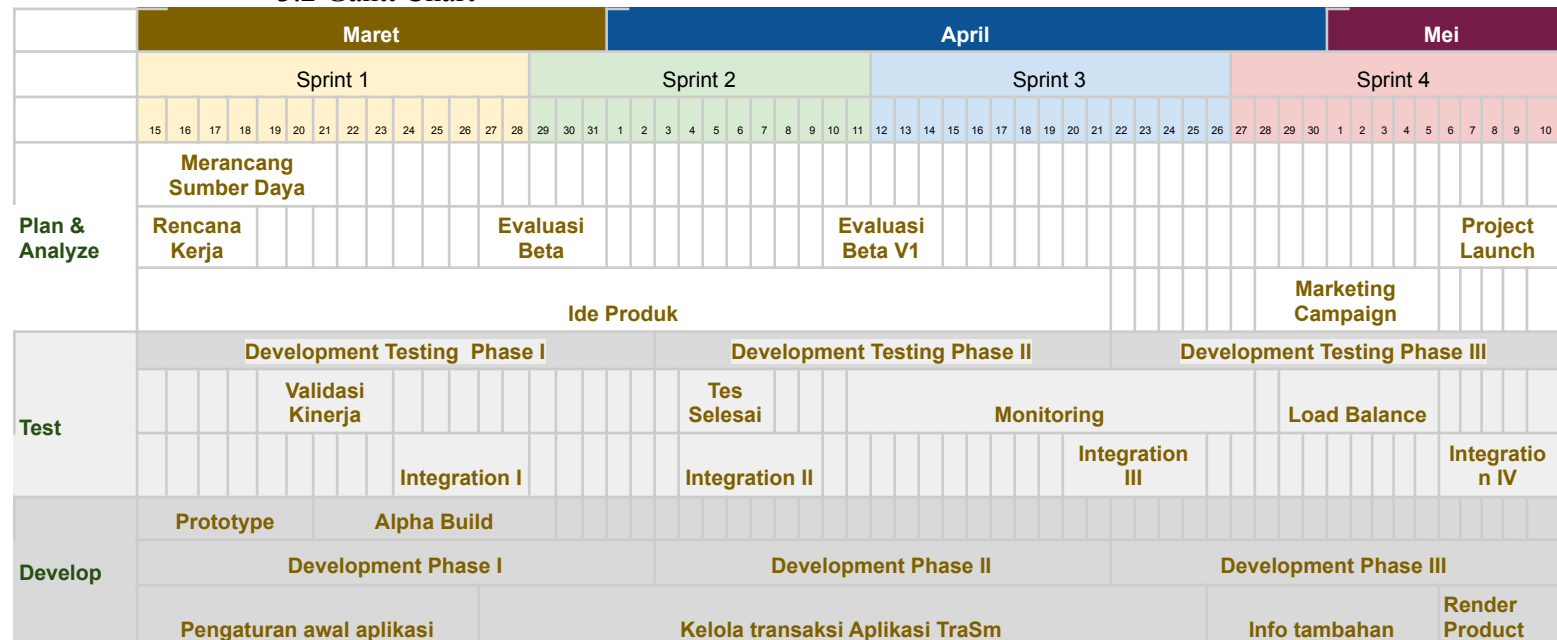 3.2 Gantt Chart
Maret April Mei
Sprint 1 Sprint 2 Sprint 3 Sprint 4
15 16 17 18 19 20 21 22 23 24 25 26 27 28 29 30 31 1 2 3 4 5 6 7 8 9 10 11 12 13 14 15 16 17 18 19 20 21 22 23 24 25 26 27 28 29 30 1 2 3 4 5 6 7 8 9 10
Plan &
Analyze
Merancang
Sumber Daya
Rencana
Kerja
Evaluasi
Beta
Evaluasi
Beta V1
Project
Launch
Ide Produk
Marketing
Campaign
Test
Development Testing Phase I Development Testing Phase II Development Testing Phase III
Validasi
Kinerja
Tes
Selesai
Monitoring
Load Balance
Integration I
Integration II
Integration
III
Integratio
n IV
Develop
Prototype Alpha Build
Development Phase I Development Phase II Development Phase III
Pengaturan awal aplikasi
Kelola transaksi Aplikasi TraSm
Info tambahan
Render
Product